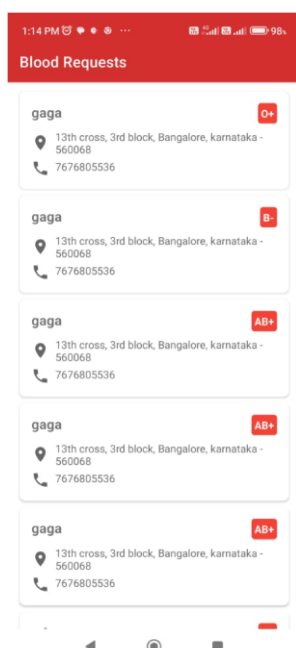 1:14 PM
98%
Blood Requests
gaga
O+
13th cross, 3rd block, Bangalore, karnataka -
560068
7676805536
gaga
B-
13th cross, 3rd block, Bangalore, karnataka -
560068
7676805536
gaga
AB+
13th cross, 3rd block, Bangalore, karnataka -
560068
7676805536
gaga
AB+
13th cross, 3rd block, Bangalore, karnataka -
560068
7676805536
gaga
AB+
13th cross, 3rd block, Bangalore, karnataka -
560068
7676805536